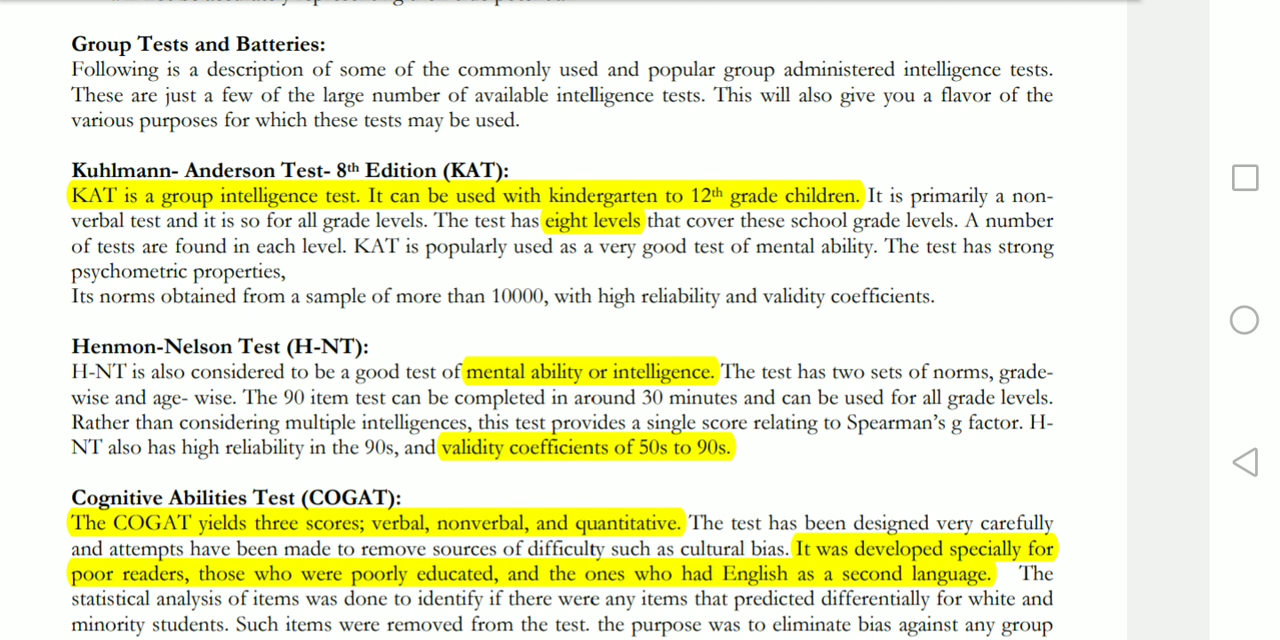 Group Tests and Batteries:
Following is a description of some of the commonly used and popular group administered intelligence tests.
These are just a few of the large number of available intelligence tests. This will also give you a flavor of the
various purposes for which these tests may be used.
Kuhlmann- Anderson Test- 8th Edition (KAT):
KAT is a group intelligence test. It can be used with kindergarten to 12th grade children. It is primarily a non-
verbal test and it is so for all grade levels. The test has eight levels that cover these school grade levels. A number
of tests are found in each level. KAT is popularly used as a very good test of mental ability. The test has strong
psychometric properties,
Its norms obtained from a sample of more than 10000, with high reliability and validity coefficients.
Henmon-Nelson Test (H-NT):
H-NT is also considered to be a good test of mental ability or intelligence. The test has two sets of norms, grade-
wise and age- wise. The 90 item test can be completed in around 30 minutes and can be used for all grade levels.
Rather than considering multiple intelligences, this test provides a single score relating to Spearman's g factor. H-
NT also has high reliability in the 90s, and validity coefficients of 50s to 90s.
Cognitive Abilities Test (COGAT):
The COGAT yields three scores; verbal, nonverbal, and quantitative. The test has been designed very carefully
and attempts have been made to remove sources of difficulty such as cultural bias. It was developed specially for
poor readers, those who were poorly educated, and the ones who had English as a second language. The
statistical analysis of items was done to identify if there were any items that predicted differentially for white and
minority students. Such items were removed from the test. the purpose was to eliminate bias against any group